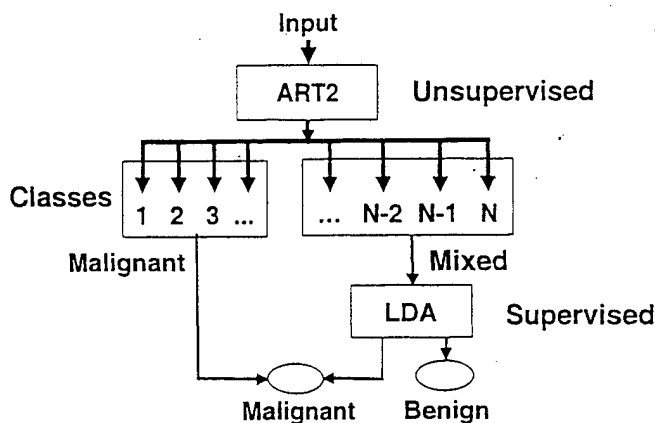 Input
ART2
Unsupervised
Classes
1 2 3 ...
... N-2 N-1 N
Malignant
Mixed
LDA
Supervised
Malignant
Benign